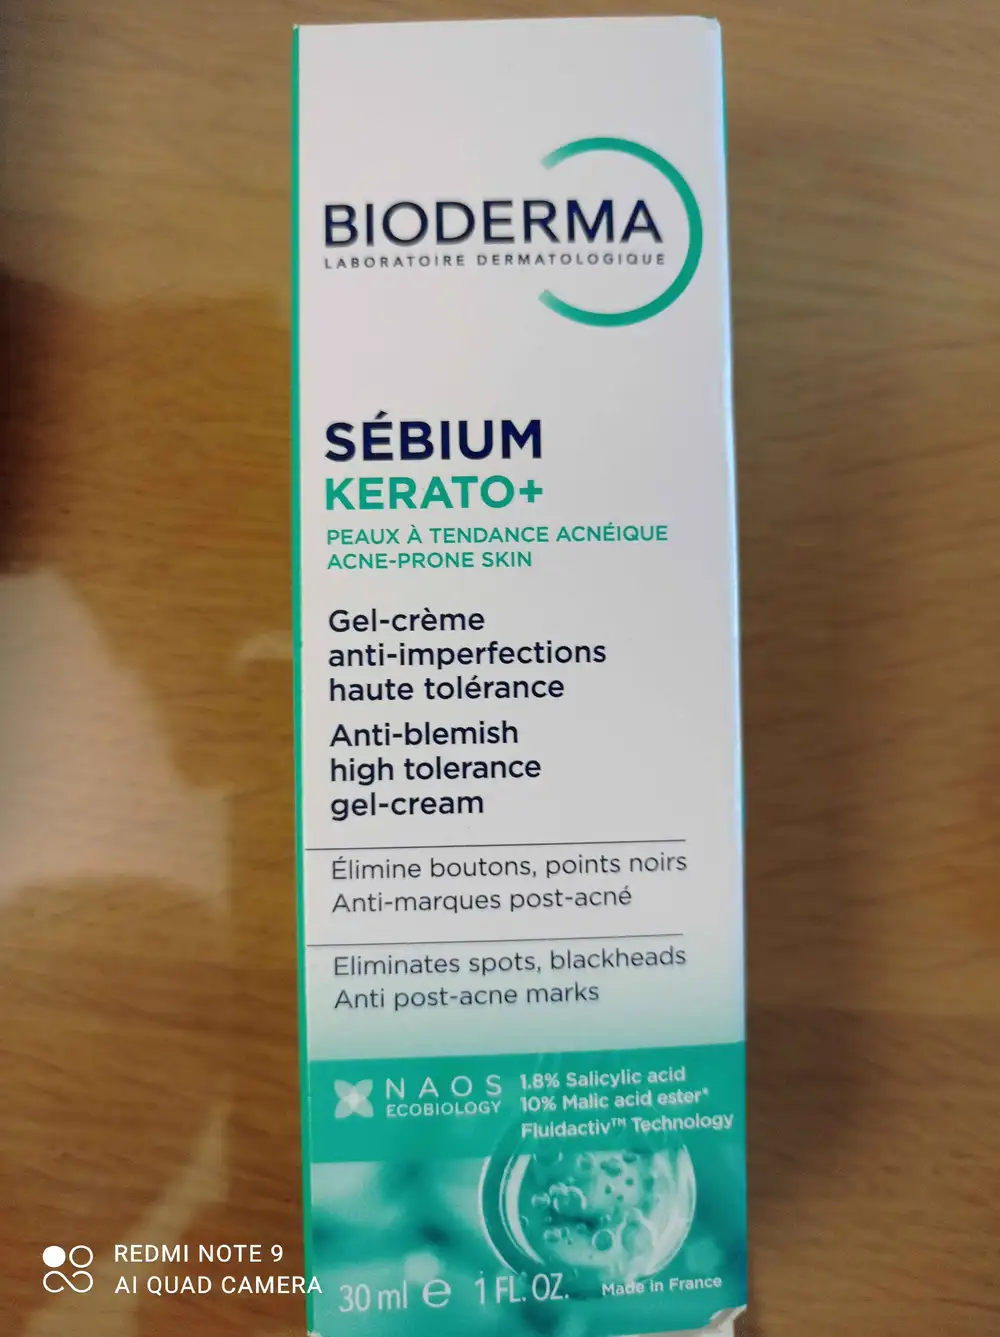 BIODERMA
LABORATOIRE DERMATOLOGIQUE
SÉBIUM
KERATO+
PEAUX À TENDANCE ACNÉIQUE
ACNE-PRONE SKIN
Gel-crème
anti-imperfections
haute tolérance
Anti-blemish
high tolerance
gel-cream
Élimine boutons, points noirs
Anti-marques post-acné
Eliminates spots, blackheads
Anti post-acne marks
NAOS
ECOBIOLOGY
1.8% Salicylic acid
10% Malic acid ester*
Fluidactiv™ Technology
30 ml e 1 FL. OZ.
Made in France
REDMI NOTE 9
AI QUAD CAMERA